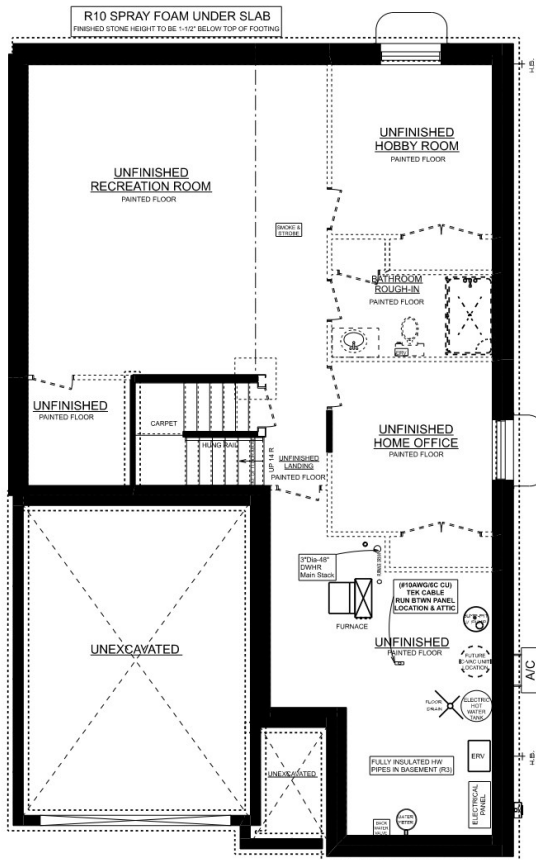 R10 SPRAY FOAM UNDER SLAB
FINISHED STONE HEIGHT TO BE 1-1/2" BELOW TOP OF FOOTING
H.B.
UNFINISHED
HOBBY ROOM
PAINTED FLOOR
UNFINISHED
RECREATION ROOM
PAINTED FLOOR
SMOKE &
STROBE
BATHROOM
ROUGH-IN
PAINTED FLOOR
UNFINISHED
PAINTED FLOOR
CARPET
HUNG RAIL
UP 14 R
UNFINISHED
LANDING
PAINTED FLOOR
UNFINISHED
HOME OFFICE
PAINTED FLOOR
3"Dia-48"
DWHR
Main Stack
FURNACE
(#10AWG/6C CU)
TEK CABLE
RUN BTWN PANEL
LOCATION & ATTIC
UNFINISHED
PAINTED FLOOR
UNEXCAVATED
FUTURE
C-VAC UNIT
LOCATION
A/C
FLOOR
DRAIN
ELECTRIC
HOT
WATER
TANK
ERV
H.B.
FULLY INSULATED HW
PIPES IN BASEMENT (R3)
UNEXCAVATED
ELECTRICAL
PANEL
WATER
METER
BACK
WATER
VALVE